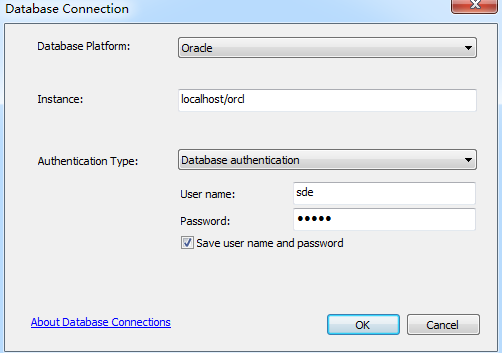 Database Connection
Database Platform: Oracle
Instance: localhost/orcl
Authentication Type: Database authentication
User name: sde
Password: •••••
Save user name and password
About Database Connections OK Cancel